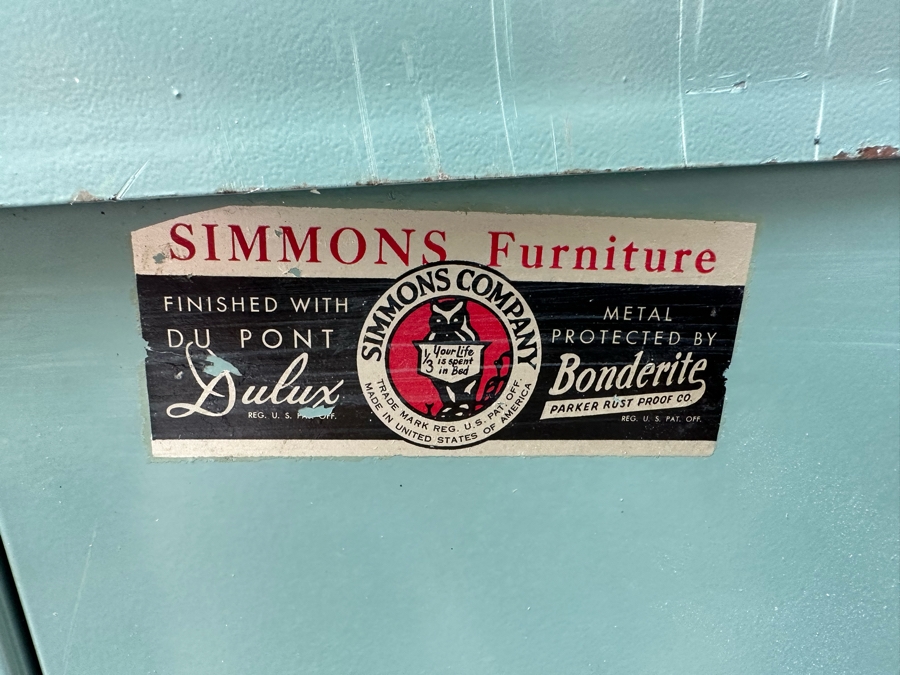 SIMMONS Furniture
FINISHED WITH
DU PONT
Dulux
REG. U. S. PAT. OFF.
SIMMONS COMPANY
1/3 Your Life
is spent
in Bed
TRADE MARK REG. U.S. PAT. OFF.
MADE IN UNITED STATES OF AMERICA
METAL
PROTECTED BY
Bonderite
PARKER RUST PROOF CO.
REG. U. S. PAT. OFF.